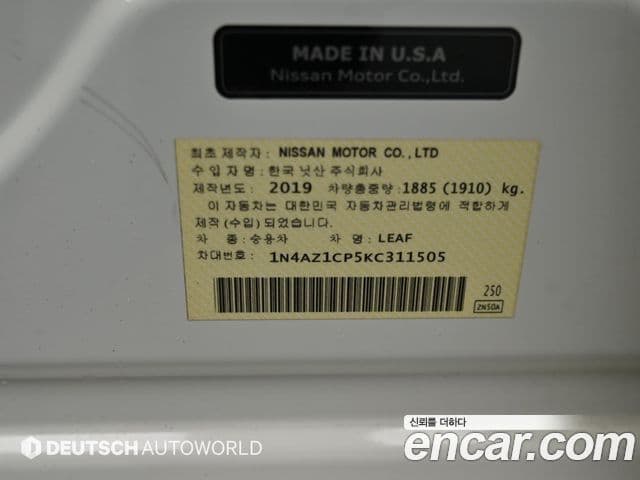 MADE IN U.S.A
Nissan Motor Co.,Ltd.
최초 제작자 : NISSAN MOTOR CO., LTD
수 입 자 명 : 한국 닛산 주식회사
제작년도 : 2019 차량총중량 : 1885 (1910) kg.
이 자동차는 대한민국 자동차관리법령에 적합하게
제작 (수입) 되었습니다.
차 종 : 승용차 차 명 : LEAF
차대번호 : 1N4AZ1CP5KC311505
250
2N50A
신뢰를 더하다
DEUTSCH AUTOWORLD
encar.com